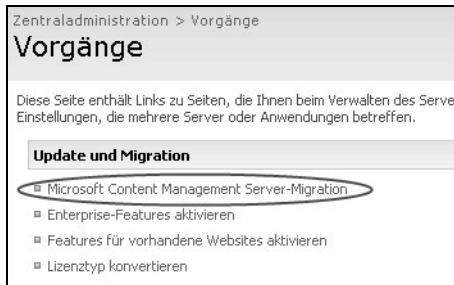 Zentraladministration > Vorgänge
Vorgänge
Diese Seite enthält Links zu Seiten, die Ihnen beim Verwalten des Serve
Einstellungen, die mehrere Server oder Anwendungen betreffen.
Update und Migration
Microsoft Content Management Server-Migration
Enterprise-Features aktivieren
Features für vorhandene Websites aktivieren
Lizenztyp konvertieren